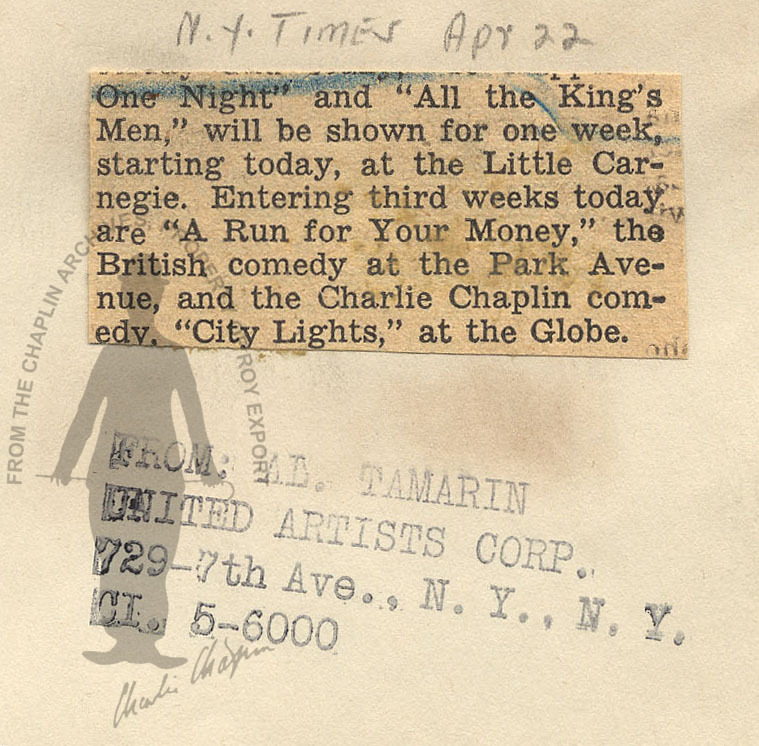 N.Y. TIMES Apr 22
One Night" and "All the King's
Men," will be shown for one week,
starting today, at the Little Car-
negie. Entering third weeks today
are "A Run for Your Money," the
British comedy at the Park Ave-
nue, and the Charlie Chaplin com-
edy, "City Lights," at the Globe.
FROM THE CHAPLIN ARCHIVES ROY EXPORT
FROM: AL. TAMARIN
UNITED ARTISTS CORP.
729-7th Ave., N. Y., N. Y.
CI. 5-6000
Charlie Chaplin